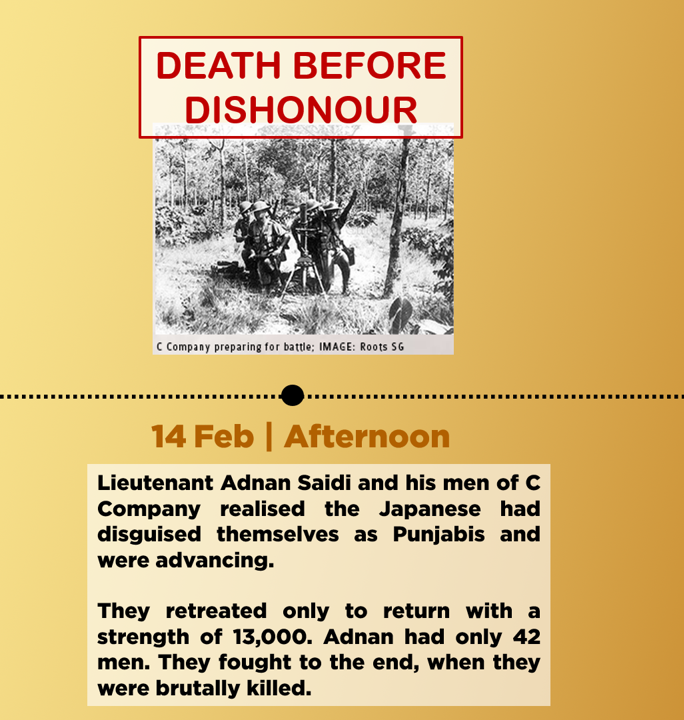 DEATH BEFORE
DISHONOUR
C Company preparing for battle; IMAGE: Roots SG
14 Feb | Afternoon
Lieutenant Adnan Saidi and his men of C
Company realised the Japanese had
disguised themselves as Punjabis and
were advancing.
They retreated only to return with a
strength of 13,000. Adnan had only 42
men. They fought to the end, when they
were brutally killed.